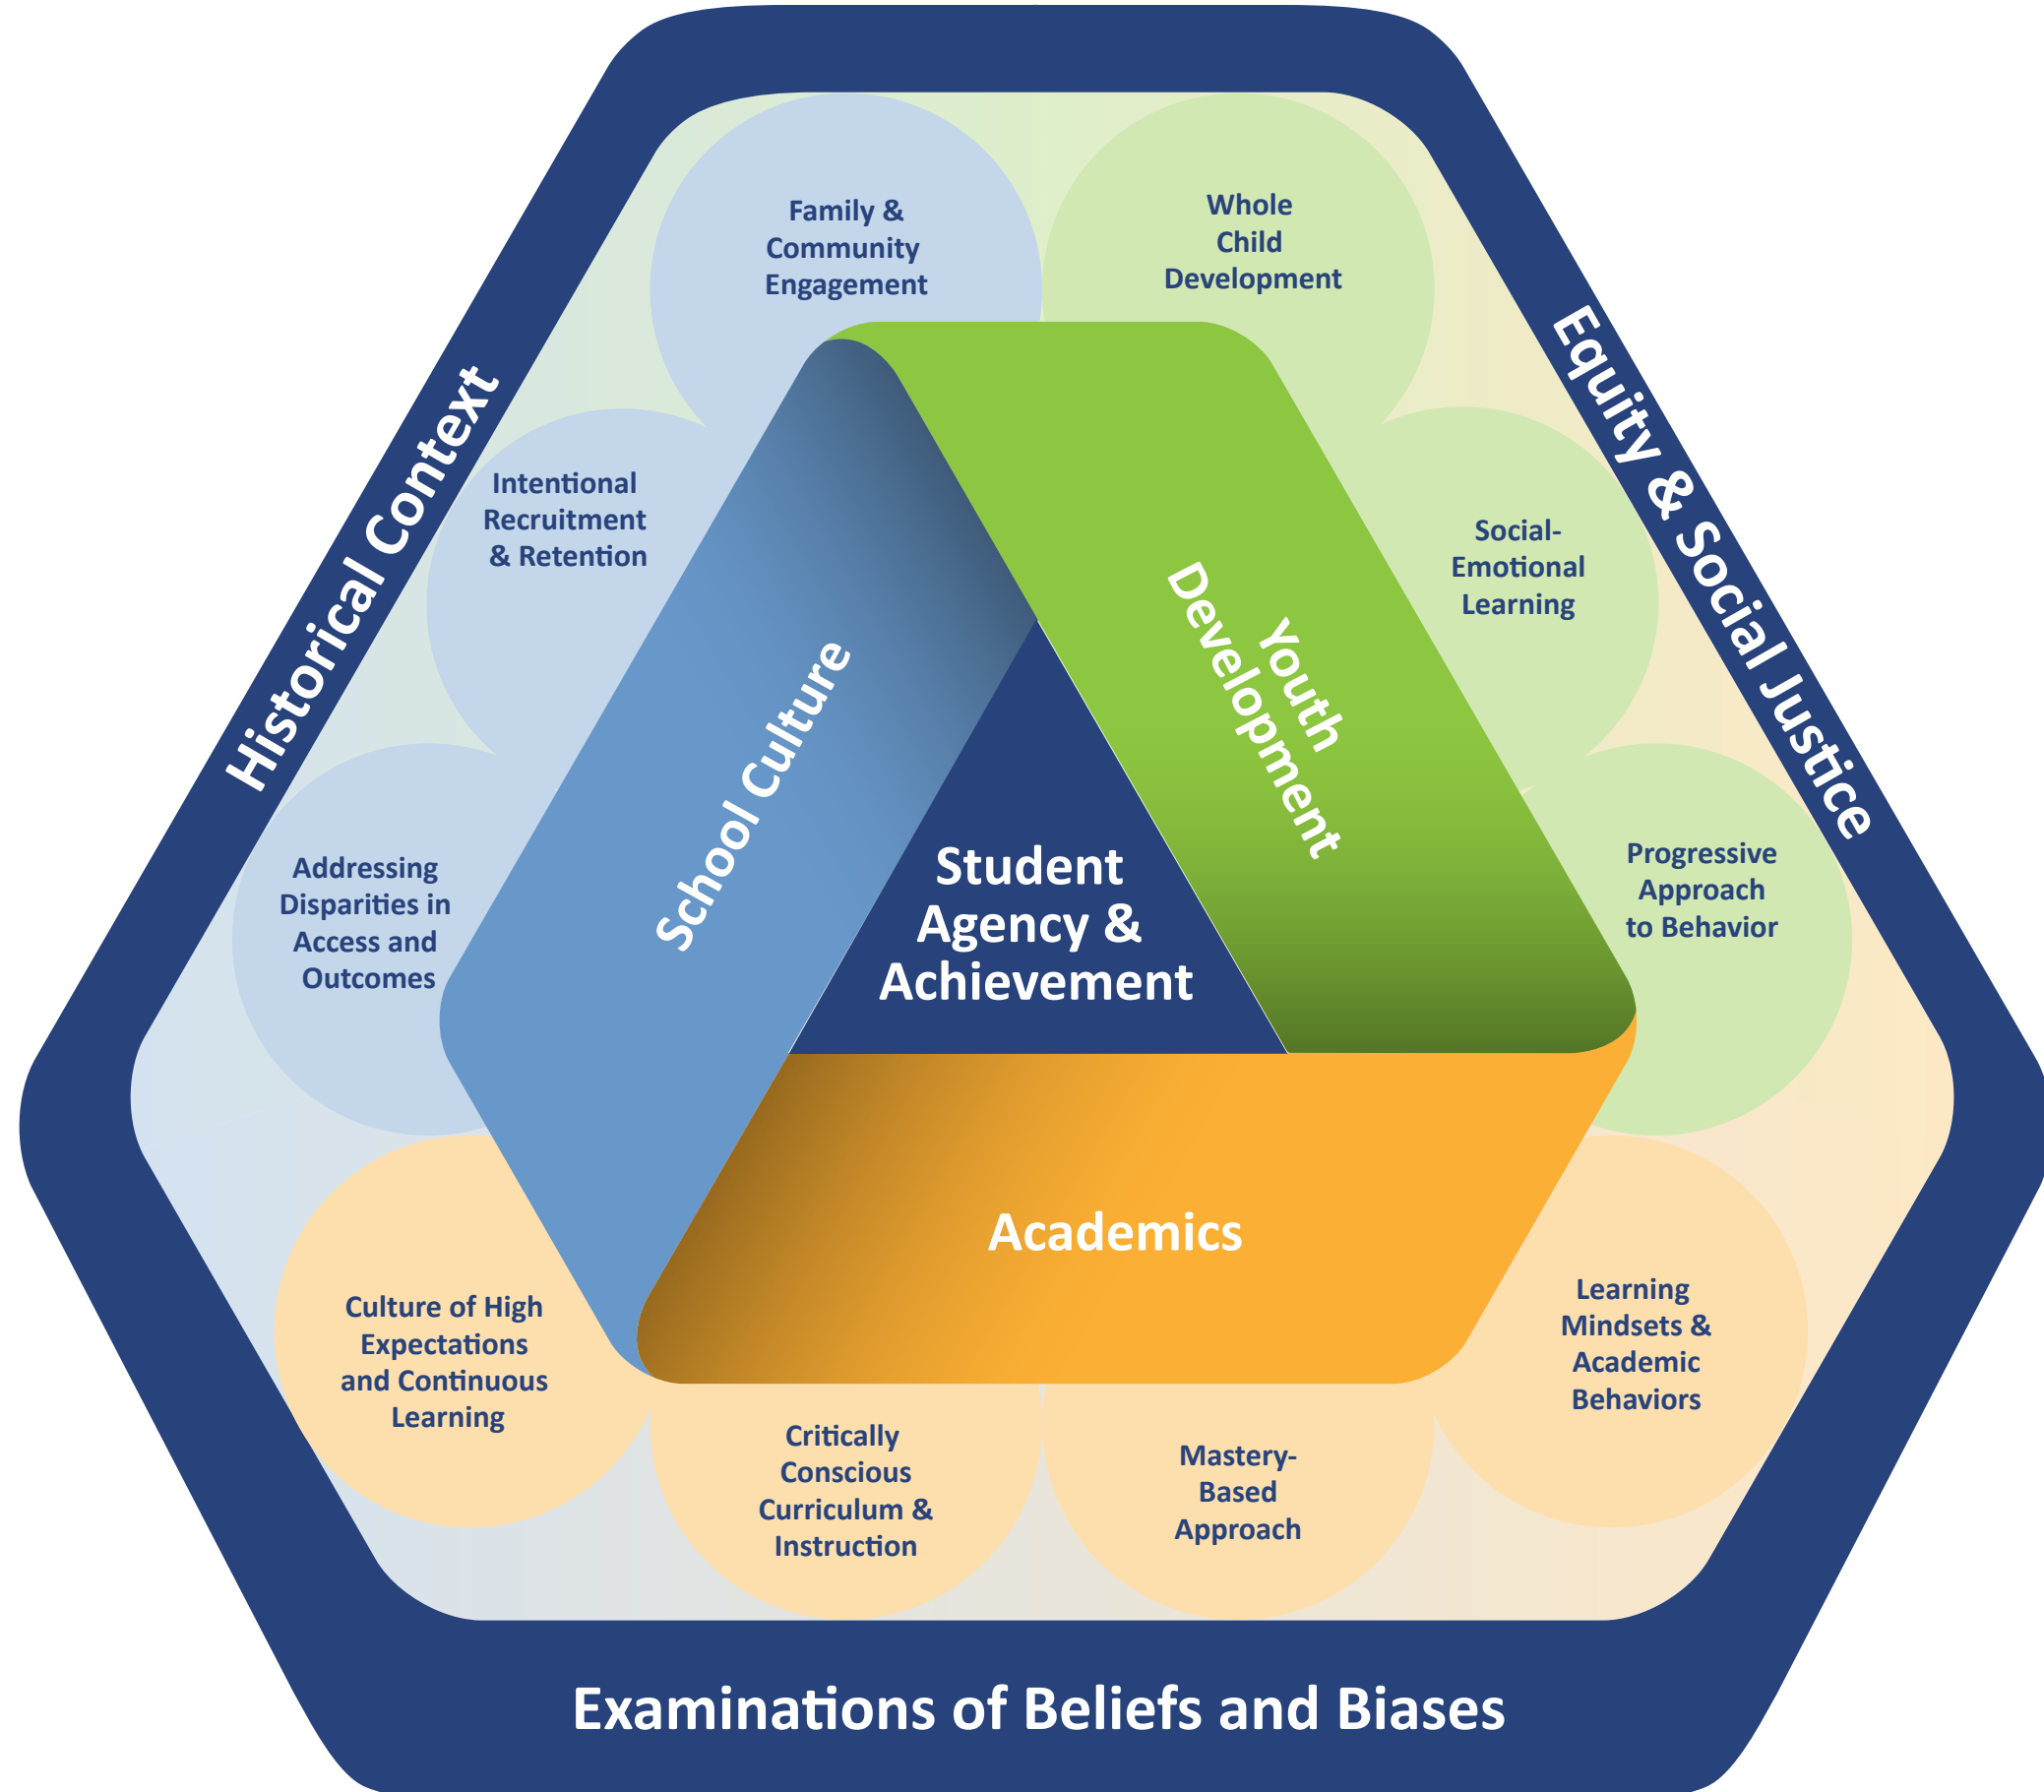 Family &
Community
Engagement
Whole
Child
Development
Intentional
Recruitment
& Retention
Social-
Emotional
Learning
Historical Context
Equity & Social Justice
School Culture
Youth
Development
Addressing
Disparities in
Access and
Outcomes
Student
Agency &
Achievement
Progressive
Approach
to Behavior
Academics
Culture of High
Expectations
and Continuous
Learning
Critically
Conscious
Curriculum &
Instruction
Mastery-
Based
Approach
Learning
Mindsets &
Academic
Behaviors
Examinations of Beliefs and Biases